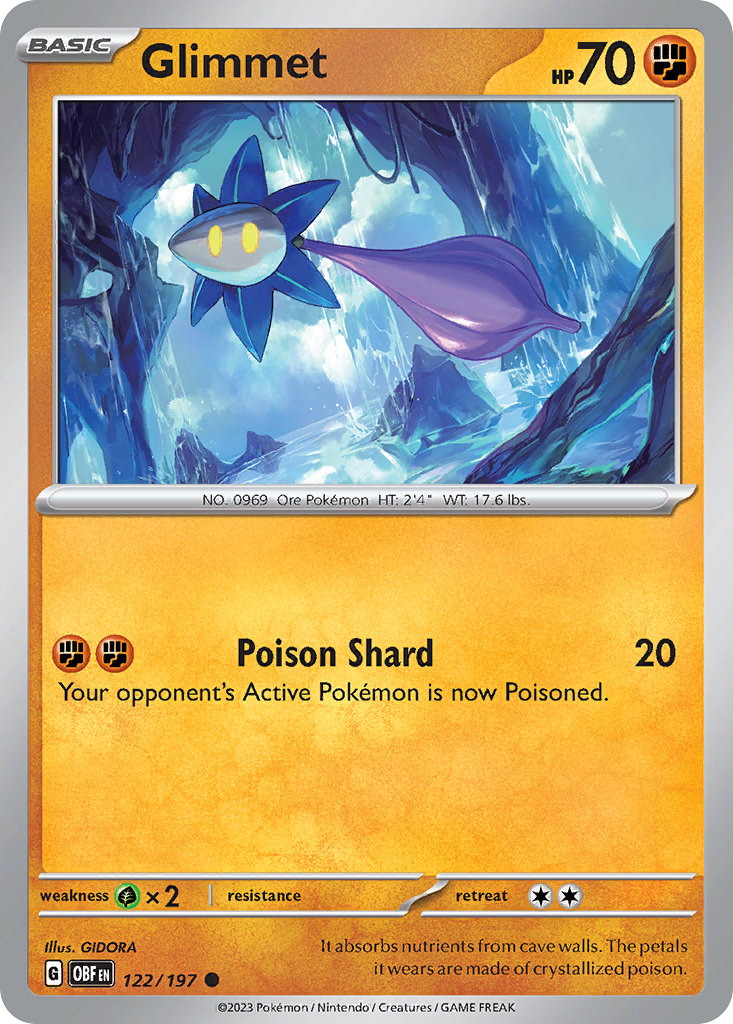 BASIC
Glimmet
HP 70
NO. 0969 Ore Pokémon HT: 2'4" WT: 17.6 lbs.
Poison Shard 20
Your opponent's Active Pokémon is now Poisoned.
weakness ×2 resistance retreat
Illus. GIDORA
It absorbs nutrients from cave walls. The petals
it wears are made of crystallized poison.
G OBF EN 122/197
©2023 Pokémon / Nintendo / Creatures / GAME FREAK